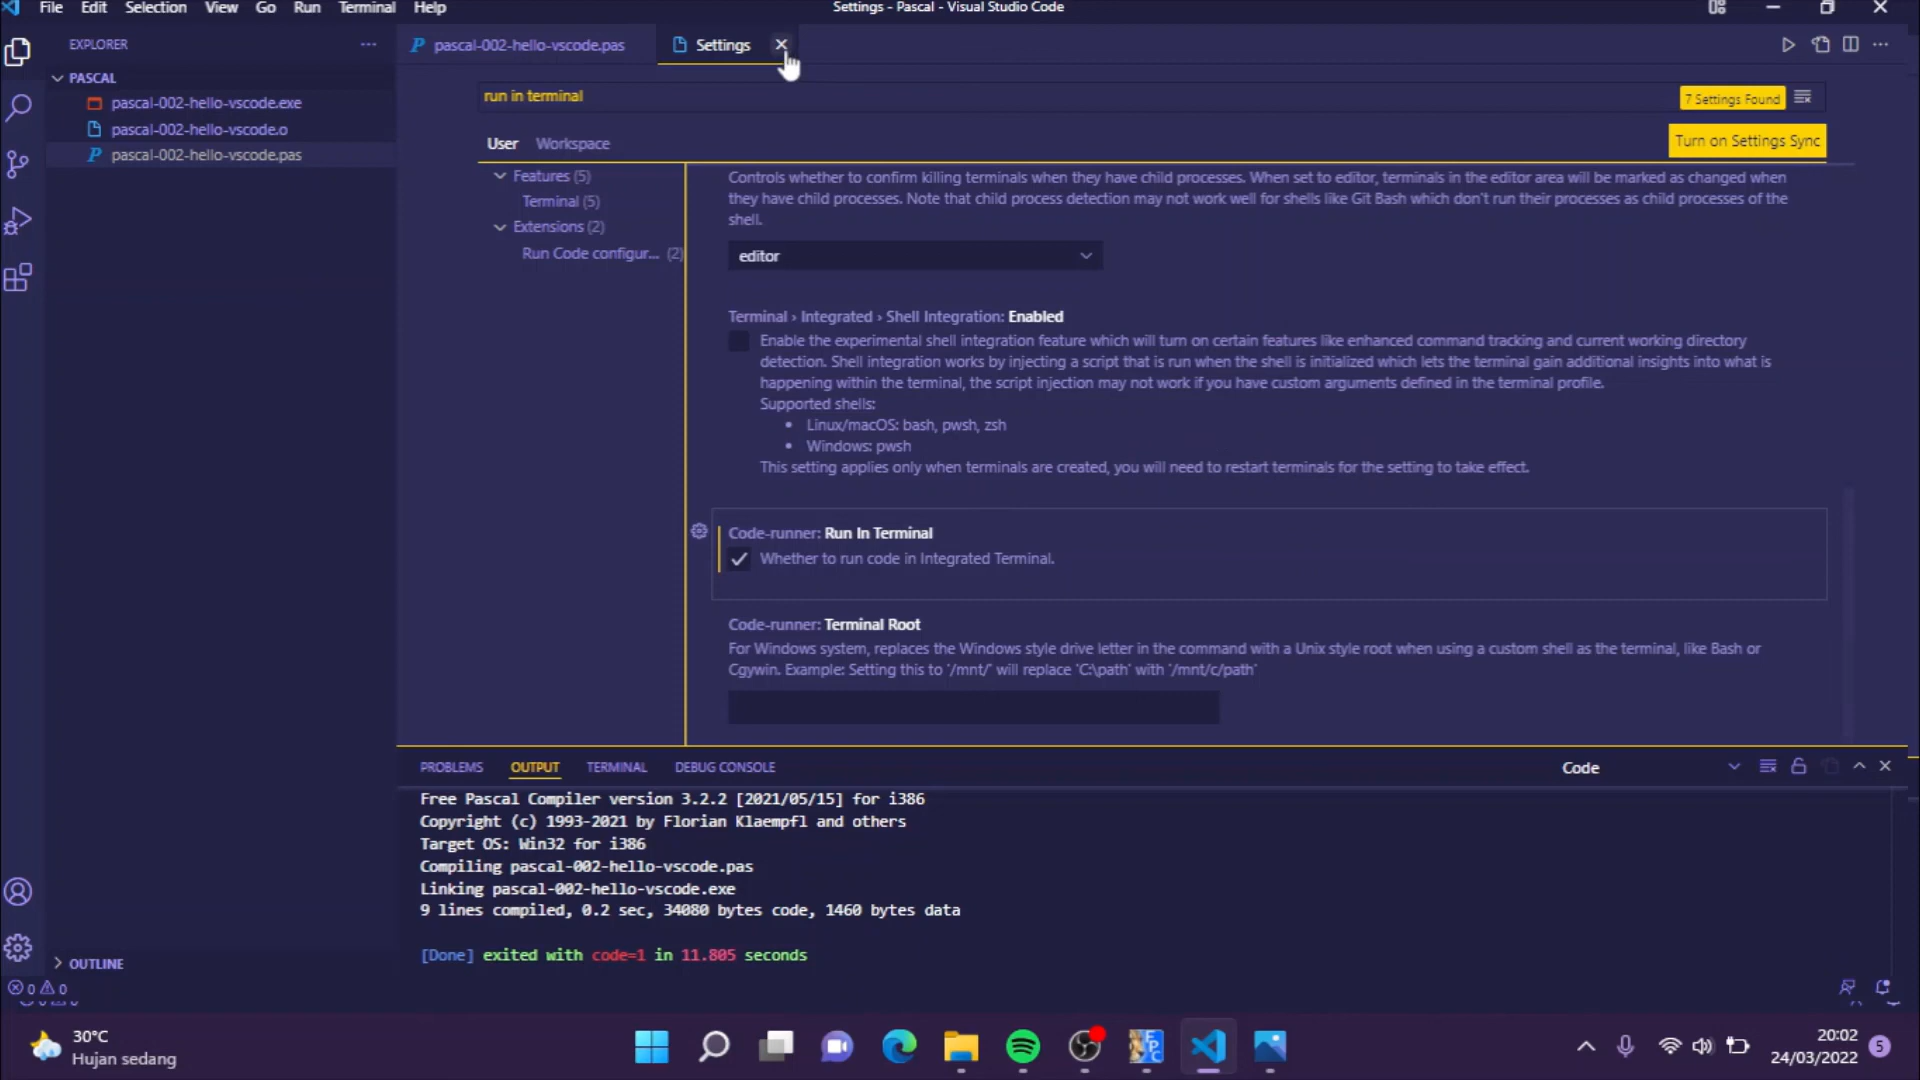 File Edit Selection View Go Run Terminal Help
Settings - Pascal - Visual Studio Code
EXPLORER
PASCAL
pascal-002-hello-vscode.exe
pascal-002-hello-vscode.o
P pascal-002-hello-vscode.pas
OUTLINE
0 0
P pascal-002-hello-vscode.pas
Settings
run in terminal
7 Settings Found
User Workspace
Turn on Settings Sync
Features (5)
Terminal (5)
Extensions (2)
Run Code configur... (2)
Controls whether to confirm killing terminals when they have child processes. When set to editor, terminals in the editor area will be marked as changed when
they have child processes. Note that child process detection may not work well for shells like Git Bash which don't run their processes as child processes of the
shell.
editor
Terminal › Integrated › Shell Integration: Enabled
Enable the experimental shell integration feature which will turn on certain features like enhanced command tracking and current working directory
detection. Shell integration works by injecting a script that is run when the shell is initialized which lets the terminal gain additional insights into what is
happening within the terminal, the script injection may not work if you have custom arguments defined in the terminal profile.
Supported shells:
• Linux/macOS: bash, pwsh, zsh
• Windows: pwsh
This setting applies only when terminals are created, you will need to restart terminals for the setting to take effect.
Code-runner: Run In Terminal
Whether to run code in Integrated Terminal.
Code-runner: Terminal Root
For Windows system, replaces the Windows style drive letter in the command with a Unix style root when using a custom shell as the terminal, like Bash or
Cgywin. Example: Setting this to '/mnt/' will replace 'C:\path' with '/mnt/c/path'
PROBLEMS OUTPUT TERMINAL DEBUG CONSOLE
Code
Free Pascal Compiler version 3.2.2 [2021/05/15] for i386
Copyright (c) 1993-2021 by Florian Klaempfl and others
Target OS: Win32 for i386
Compiling pascal-002-hello-vscode.pas
Linking pascal-002-hello-vscode.exe
9 lines compiled, 0.2 sec, 34080 bytes code, 1460 bytes data
[Done] exited with code=1 in 11.805 seconds
30°C
Hujan sedang
FPC
20:02
24/03/2022
5